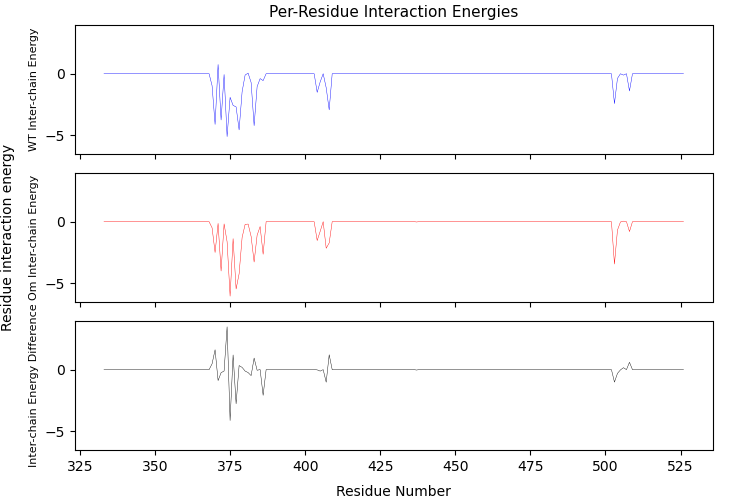 Per-Residue Interaction Energies
Residue interaction energy
WT Inter-chain Energy
0
−5
Om Inter-chain Energy
0
−5
Inter-chain Energy Difference
0
−5
325 350 375 400 425 450 475 500 525
Residue Number